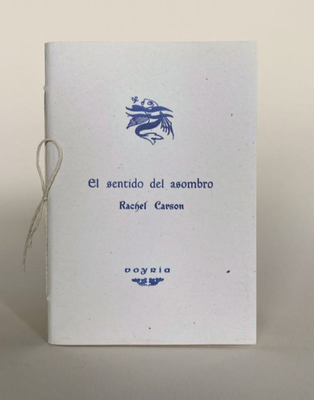 El sentido del asombro
Rachel Carson
voyria